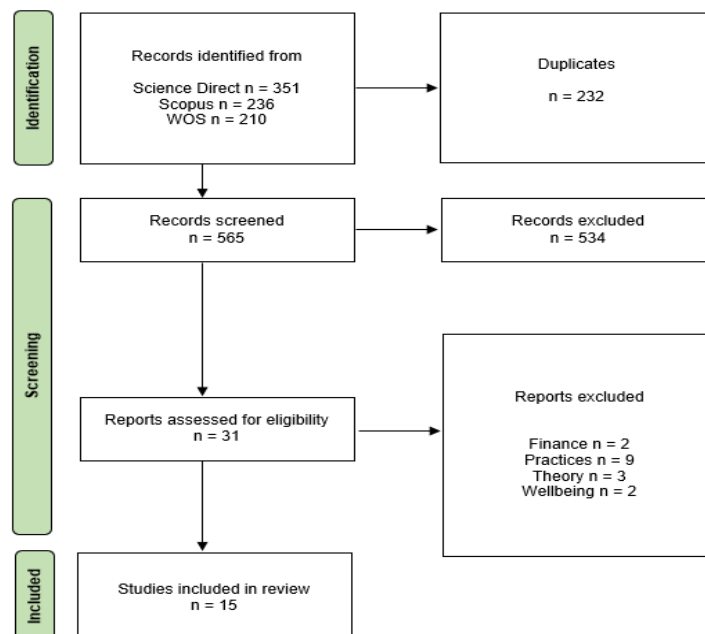 Identification
Records identified from
Science Direct n = 351
Scopus n = 236
WOS n = 210
Duplicates
n = 232
Screening
Records screened
n = 565
Records excluded
n = 534
Reports assessed for eligibility
n = 31
Reports excluded
Finance n = 2
Practices n = 9
Theory n = 3
Wellbeing n = 2
Included
Studies included in review
n = 15